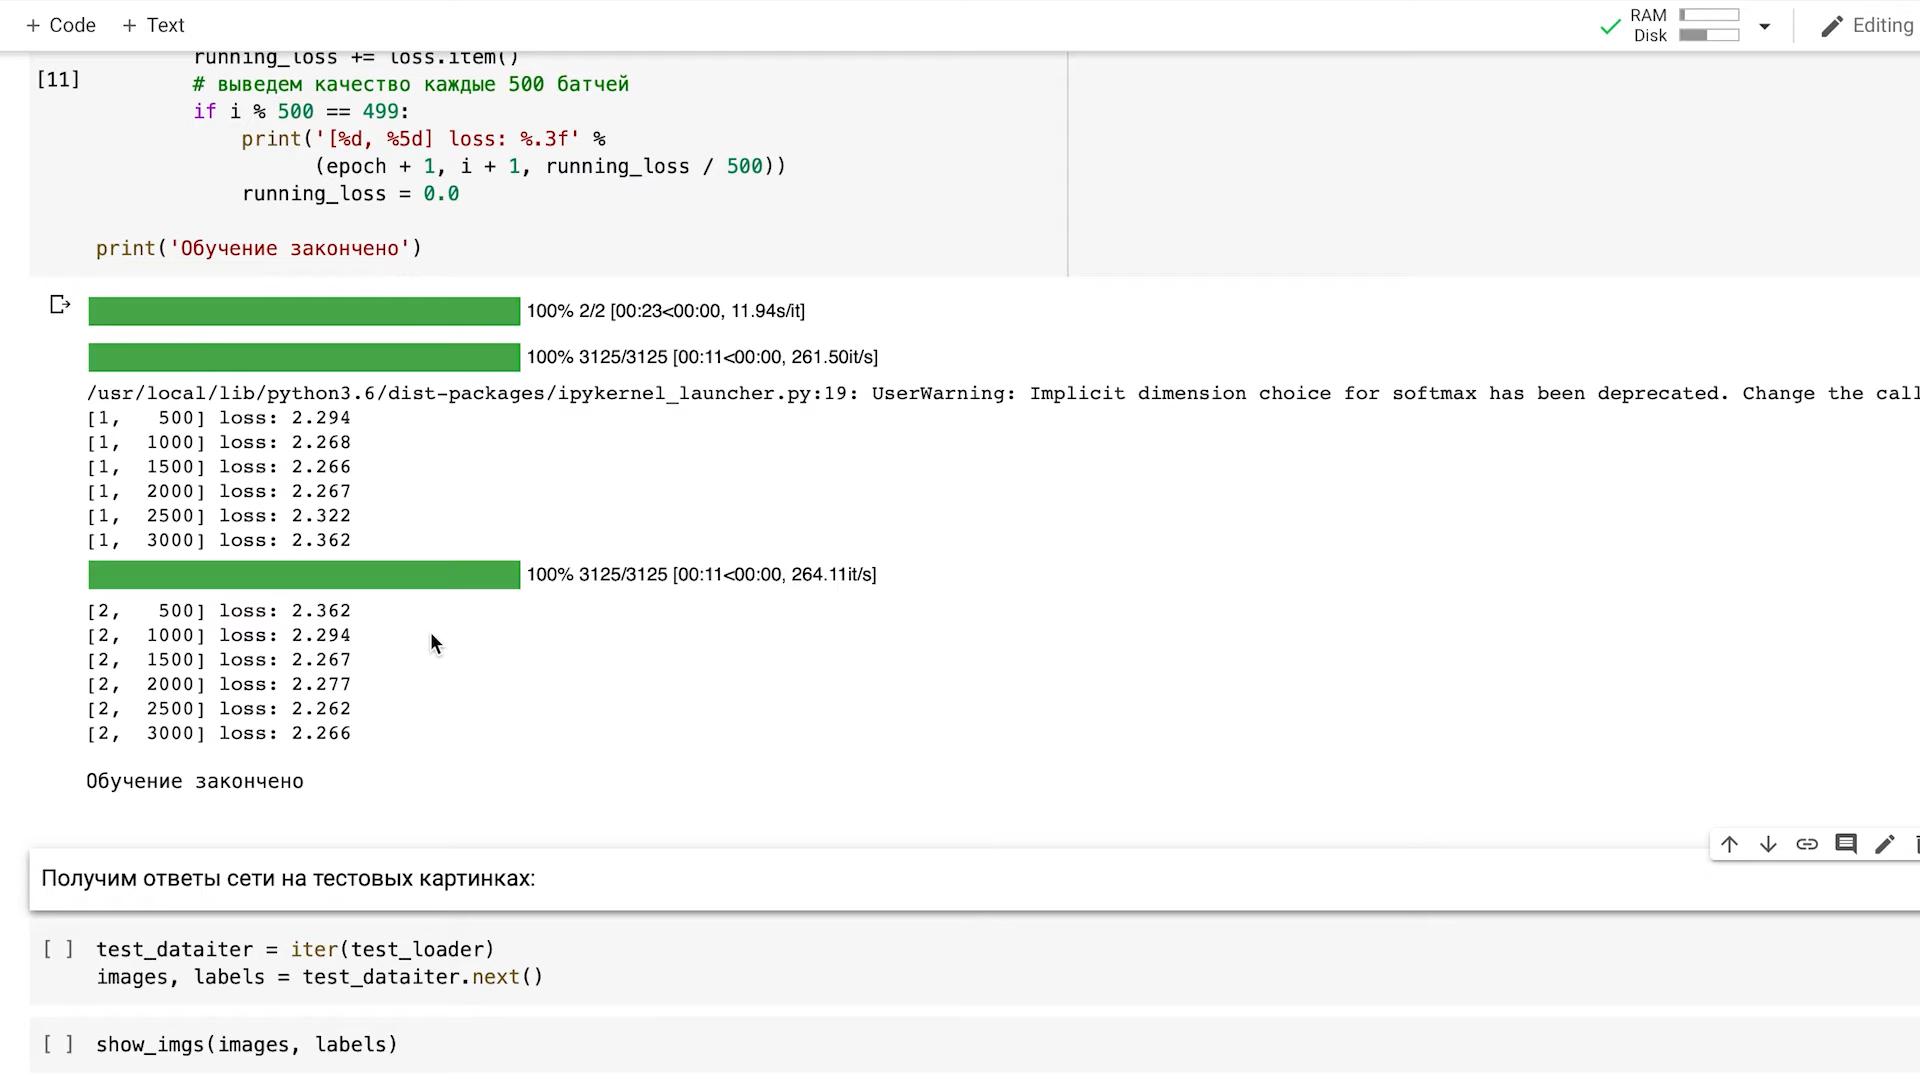 + Code + Text
RAM
Disk
Editing
running_loss += loss.item()
[11]
# выведем качество каждые 500 батчей
if i % 500 == 499:
print('[%d, %5d] loss: %.3f' %
(epoch + 1, i + 1, running_loss / 500))
running_loss = 0.0
print('Обучение закончено')
100% 2/2 [00:23<00:00, 11.94s/it]
100% 3125/3125 [00:11<00:00, 261.50it/s]
/usr/local/lib/python3.6/dist-packages/ipykernel_launcher.py:19: UserWarning: Implicit dimension choice for softmax has been deprecated. Change the call
[1,   500] loss: 2.294
[1,  1000] loss: 2.268
[1,  1500] loss: 2.266
[1,  2000] loss: 2.267
[1,  2500] loss: 2.322
[1,  3000] loss: 2.362
100% 3125/3125 [00:11<00:00, 264.11it/s]
[2,   500] loss: 2.362
[2,  1000] loss: 2.294
[2,  1500] loss: 2.267
[2,  2000] loss: 2.277
[2,  2500] loss: 2.262
[2,  3000] loss: 2.266
Обучение закончено
Получим ответы сети на тестовых картинках:
[ ] test_dataiter = iter(test_loader)
images, labels = test_dataiter.next()
[ ] show_imgs(images, labels)